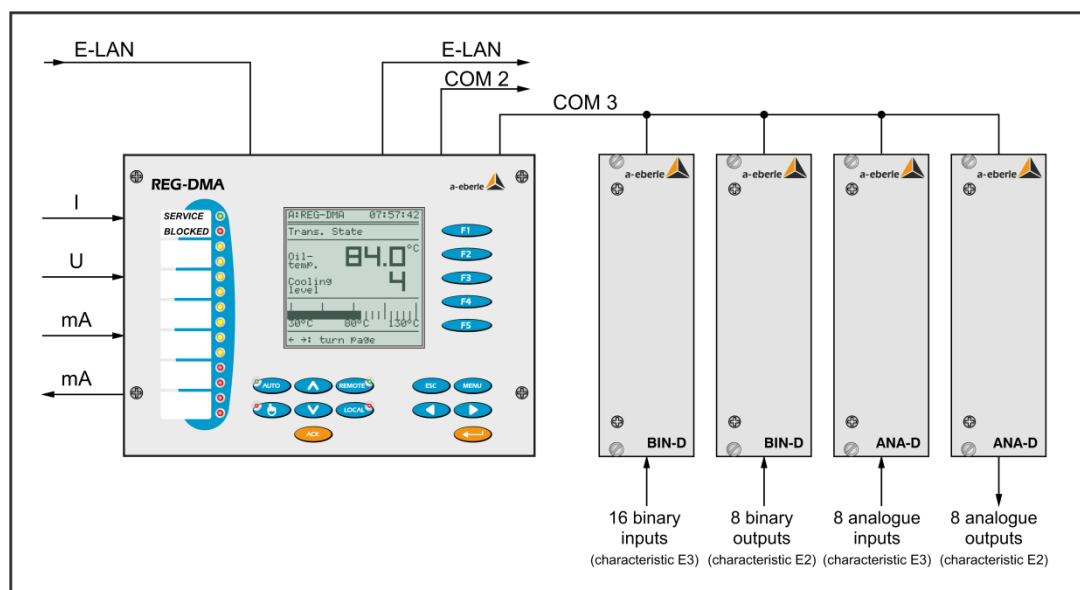 E-LAN
E-LAN
COM 2
COM 3
REG-DMA
a-eberle
a-eberle
a-eberle
a-eberle
a-eberle
I
U
mA
mA
SERVICE
BLOCKED
A:REG-DMA 07:57:42
Trans. State
Oil-
temp. 84.0°C
Cooling
level 4
30°C 80°C 130°C
← →: turn page
F1
F2
F3
F4
F5
AUTO
REMOTE
ESC
MENU
LOCAL
ACK
BIN-D
BIN-D
ANA-D
ANA-D
16 binary
inputs
(characteristic E3)
8 binary
outputs
(characteristic E2)
8 analogue
inputs
(characteristic E3)
8 analogue
outputs
(characteristic E2)